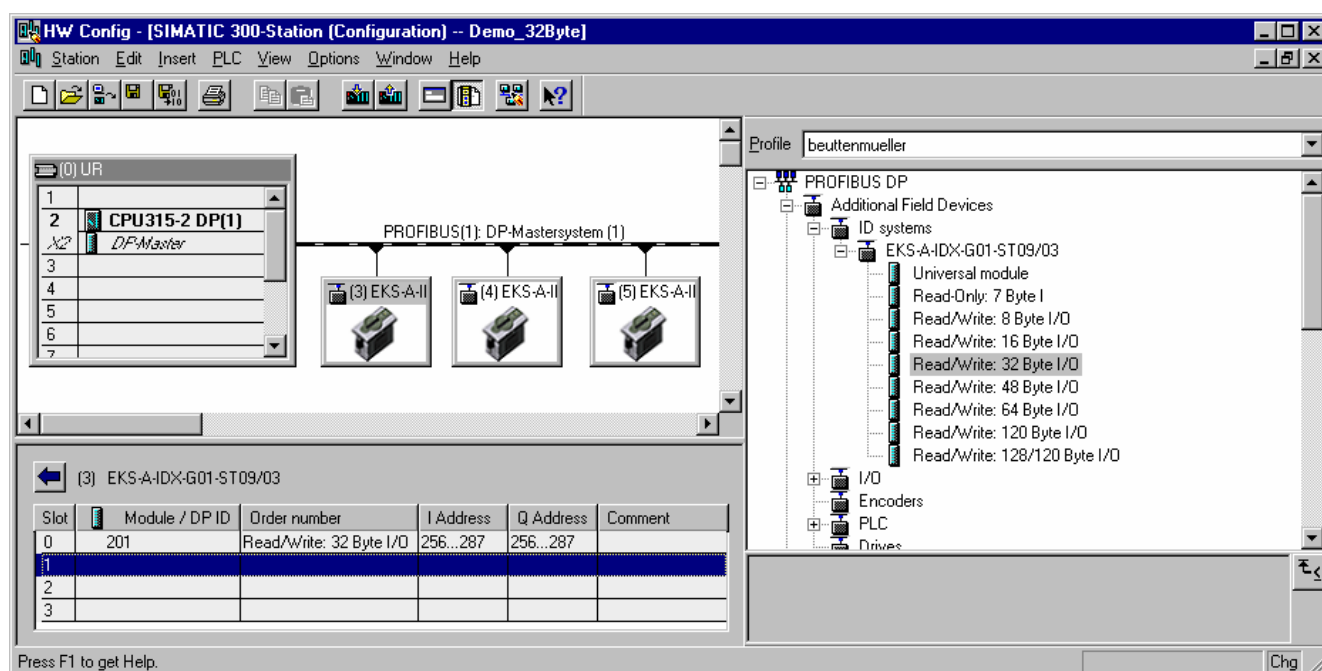 HW Config - [SIMATIC 300-Station (Configuration) -- Demo_32Byte]
Station Edit Insert PLC View Options Window Help
Profile beuttenmueller
(0) UR
1
2 CPU315-2 DP(1)
X2 DP-Master
3
4
5
6
7
PROFIBUS(1): DP-Mastersystem (1)
(3) EKS-A-II
(4) EKS-A-II
(5) EKS-A-II
PROFIBUS DP
Additional Field Devices
ID systems
EKS-A-IDX-G01-ST09/03
Universal module
Read-Only: 7 Byte I
Read/Write: 8 Byte I/O
Read/Write: 16 Byte I/O
Read/Write: 32 Byte I/O
Read/Write: 48 Byte I/O
Read/Write: 64 Byte I/O
Read/Write: 120 Byte I/O
Read/Write: 128/120 Byte I/O
I/O
Encoders
PLC
Drives
(3) EKS-A-IDX-G01-ST09/03
Slot Module / DP ID Order number I Address Q Address Comment
0 201 Read/Write: 32 Byte I/O 256...287 256...287
1
2
3
Press F1 to get Help.
Chg